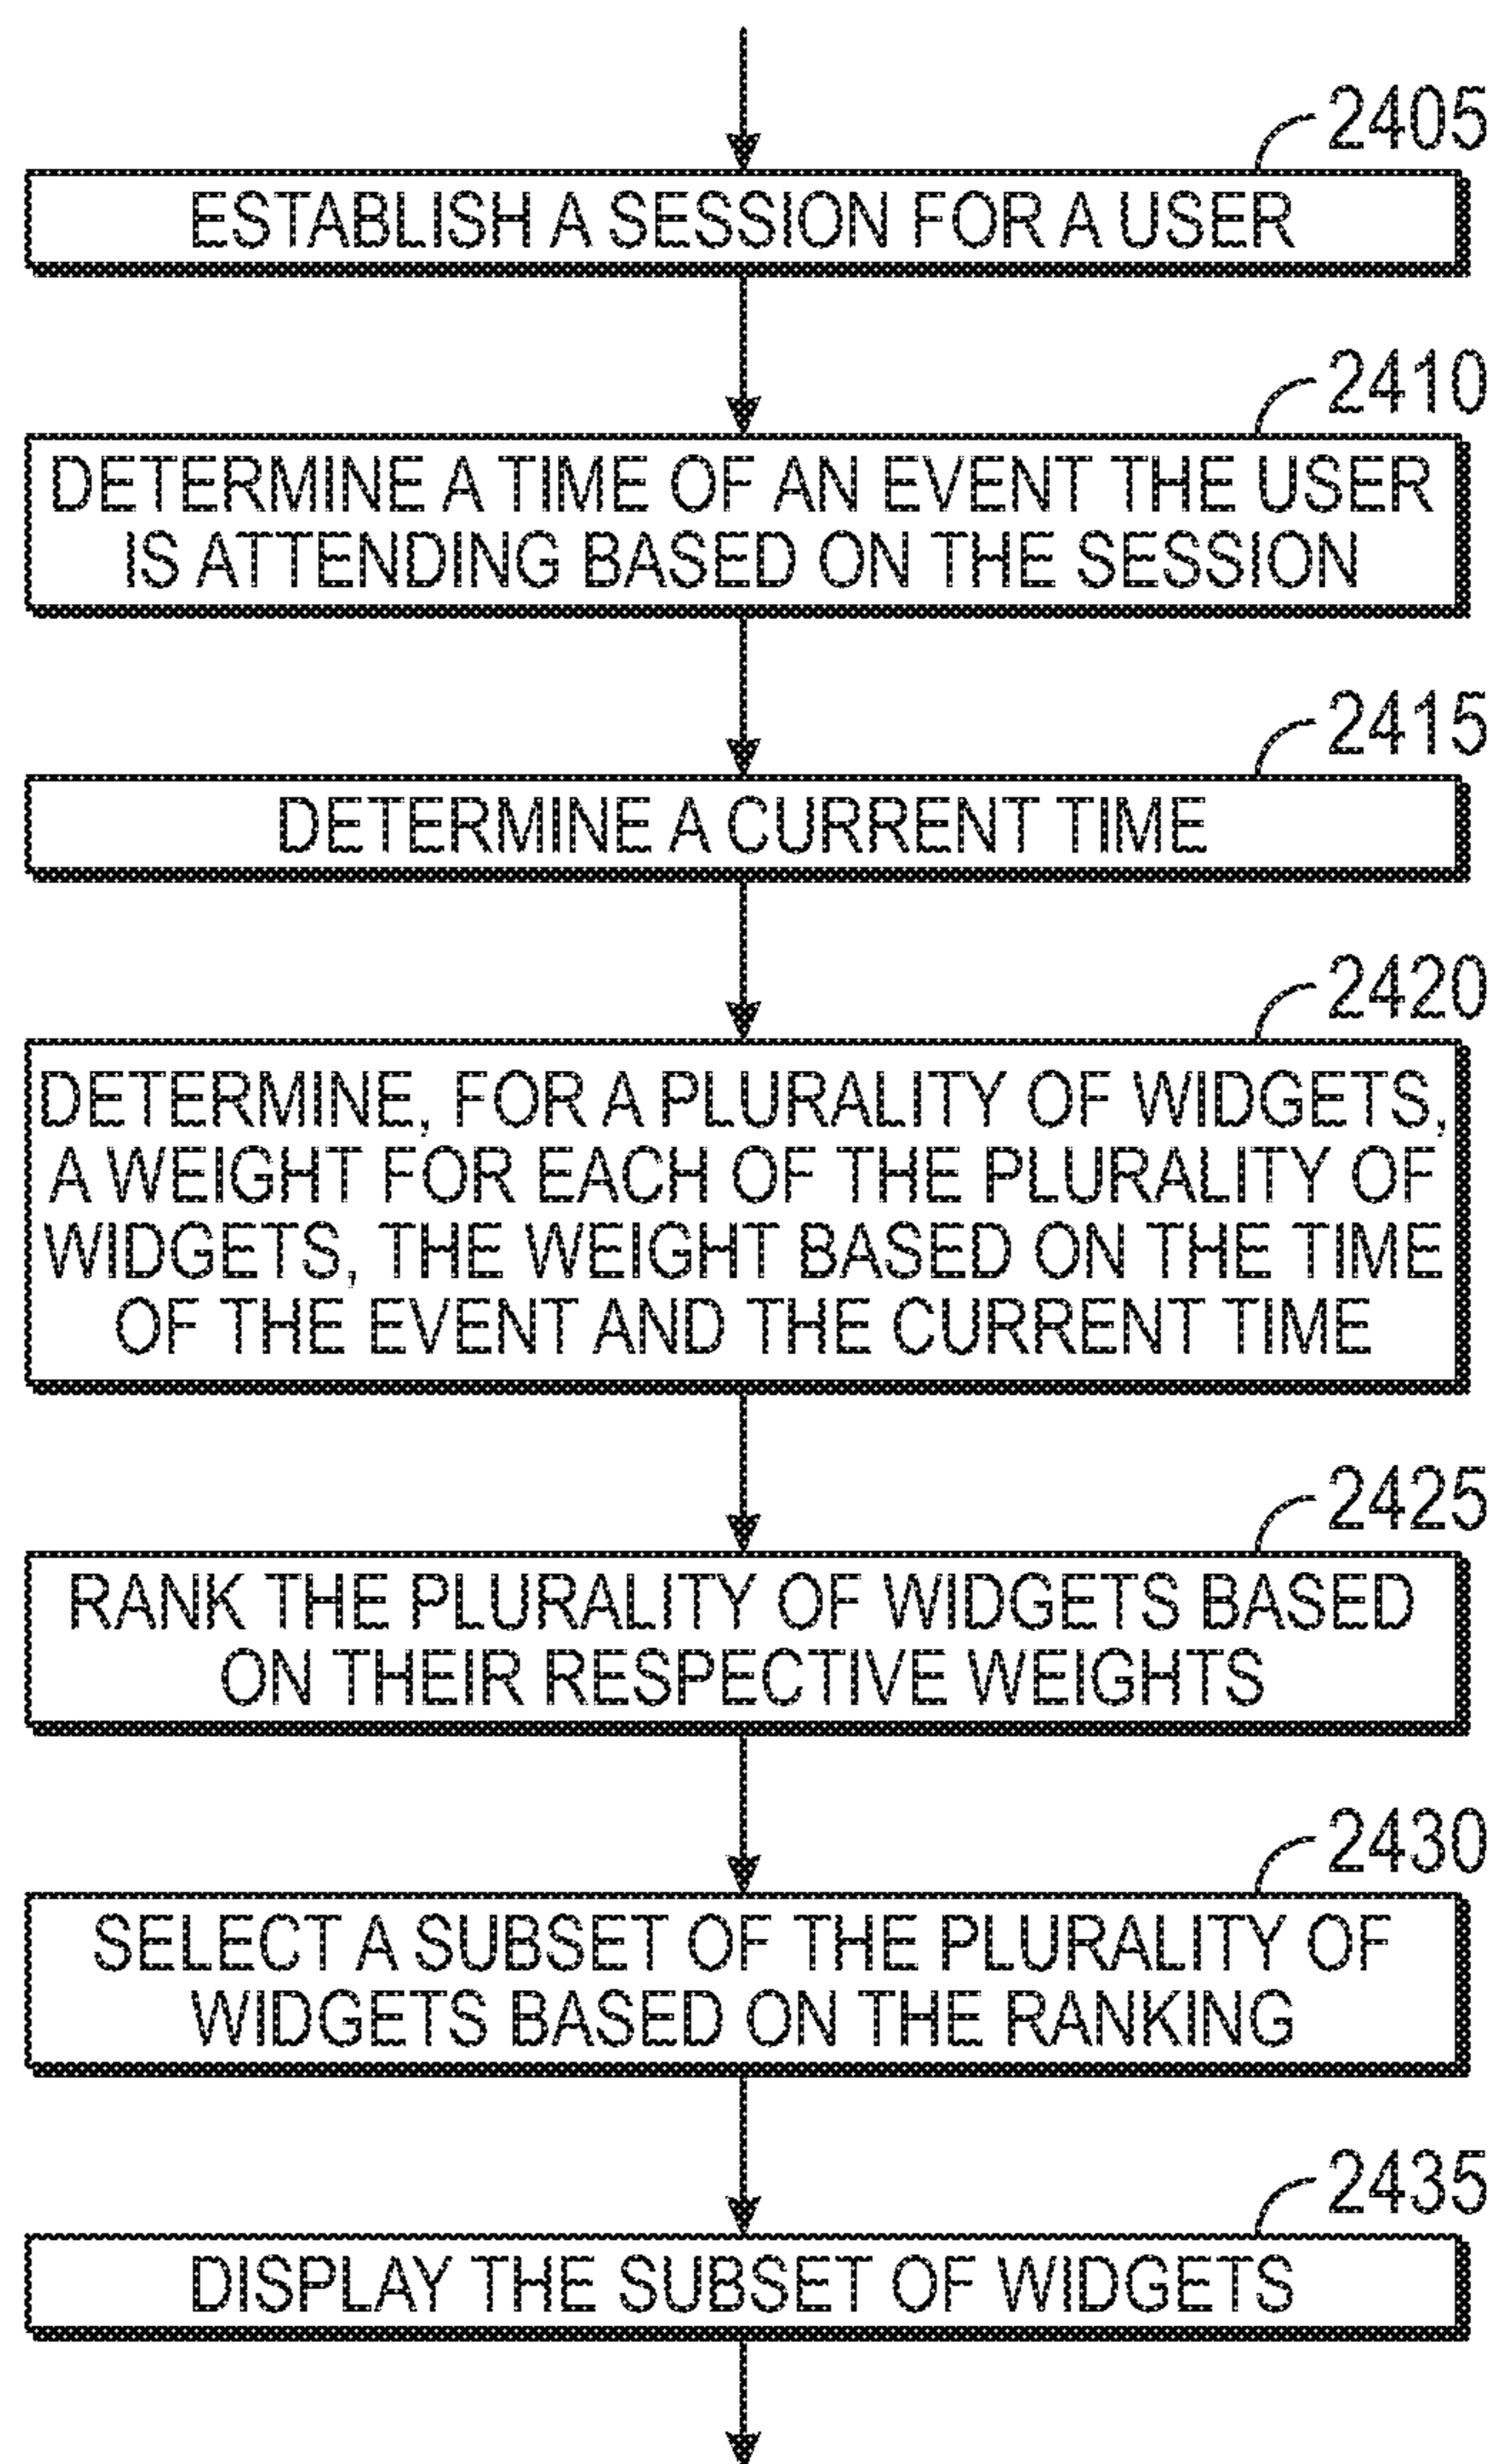 2405
ESTABLISH A SESSION FOR A USER
2410
DETERMINE A TIME OF AN EVENT THE USER
IS ATTENDING BASED ON THE SESSION
2415
DETERMINE A CURRENT TIME
2420
DETERMINE, FOR A PLURALITY OF WIDGETS,
A WEIGHT FOR EACH OF THE PLURALITY OF
WIDGETS, THE WEIGHT BASED ON THE TIME
OF THE EVENT AND THE CURRENT TIME
2425
RANK THE PLURALITY OF WIDGETS BASED
ON THEIR RESPECTIVE WEIGHTS
2430
SELECT A SUBSET OF THE PLURALITY OF
WIDGETS BASED ON THE RANKING
2435
DISPLAY THE SUBSET OF WIDGETS